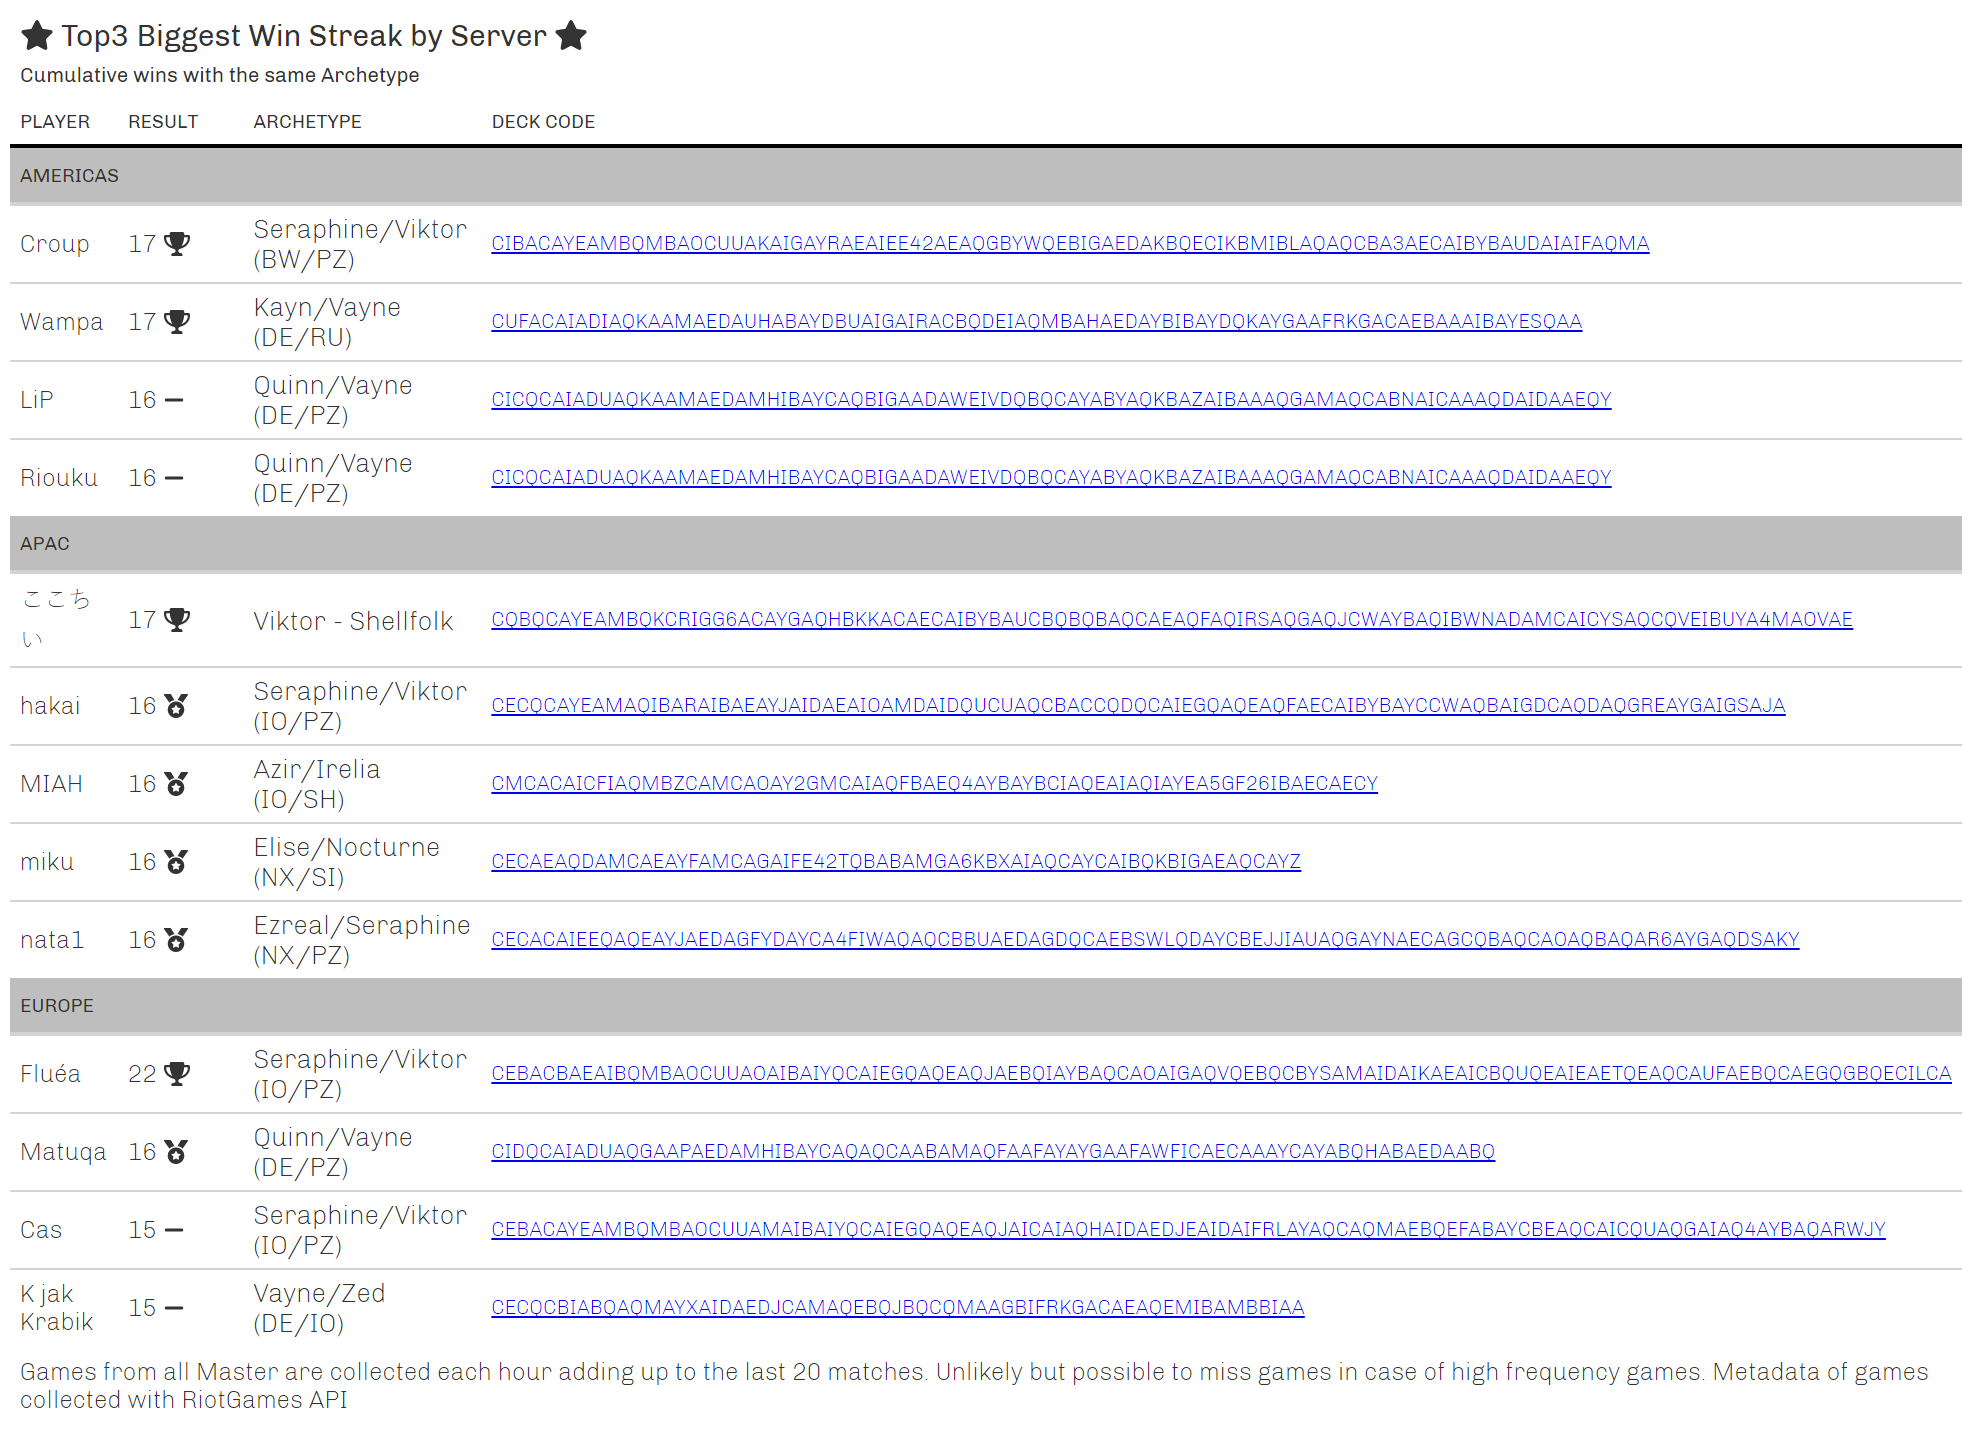 Top3 Biggest Win Streak by Server
Cumulative wins with the same Archetype
PLAYER RESULT ARCHETYPE DECK CODE
AMERICAS
Croup 17 Seraphine/Viktor (BW/PZ) CIBACAYEAMBQMBAOCUUAKAIGAYRAEAIEE42AEAQGBYWQEBIGAEDAKBQECIKBMIBLAQAQCBA3AECAIBYBAUDAIAIFAQMA
Wampa 17 Kayn/Vayne (DE/RU) CUFACAIADIAQKAAMAEDAUHABAYDBUAIGAIRACBQDEIAQMBAHAEDAYBIBAYDQKAYGAAFRKGACAEBAAAIBAYESQAA
LiP 16 Quinn/Vayne (DE/PZ) CICQCAIADUAQKAAMAEDAMHIBAYCAQBIGAADAWEIVDQBQCAYABYAQKBAZAIBAAAQGAMAQCABNAICAAAQDAIDAAEQY
Riouku 16 Quinn/Vayne (DE/PZ) CICQCAIADUAQKAAMAEDAMHIBAYCAQBIGAADAWEIVDQBQCAYABYAQKBAZAIBAAAQGAMAQCABNAICAAAQDAIDAAEQY
APAC
ここちい 17 Viktor - Shellfolk CQBQCAYEAMBQKCRIGG6ACAYGAQHBKKACAECAIBYBAUCBQBQBAQCAEAQFAQIRSAQGAQJCWAYBAQIBWNADAMCAICYSAQCQVEIBUYA4MAOVAE
hakai 16 Seraphine/Viktor (IO/PZ) CECQCAYEAMAQIBARAIBAEAYJAIDAEAIOAMDAIDQUCUAQCBACCQDQCAIEGQAQEAQFAECAIBYBAYCCWAQBAIGDCAQDAQGREAYGAIGSAJA
MIAH 16 Azir/Irelia (IO/SH) CMCACAICFIAQMBZCAMCAOAY2GMCAIAQFBAEQ4AYBAYBCIAQEAIAQIAYEA5GF26IBAECAECY
miku 16 Elise/Nocturne (NX/SI) CECAEAQDAMCAEAYFAMCAGAIFE42TQBABAMGA6KBXAIAQCAYCAIBQKBIGAEAQCAYZ
nata1 16 Ezreal/Seraphine (NX/PZ) CECACAIEEQAQEAYJAEDAGFYDAYCA4FIWAQAQCBBUAEDAGDQCAEBSWLQDAYCBEJJIAUAQGAYNAECAGCQBAQCAOAQBAQAR6AYGAQDSAKY
EUROPE
Fluéa 22 Seraphine/Viktor (IO/PZ) CEBACBAEAIBQMBAOCUUAOAIBAIYQCAIEGQAQEAQJAEBQIAYBAQCAOAIGAQVQEBQCBYSAMAIDAIKAEAICBQUQEAIEAETQEAQCAUFAEBQCAEGQGBQECILCA
Matuqa 16 Quinn/Vayne (DE/PZ) CIDQCAIADUAQGAAPAEDAMHIBAYCAQAQCAABAMAQFAAFAYAYGAAFAWFICAECAAAYCAYABQHABAEDAABQ
Cas 15 Seraphine/Viktor (IO/PZ) CEBACAYEAMBQMBAOCUUAMAIBAIYQCAIEGQAQEAQJAICAIAQHAIDAEDJEAIDAIFRLAYAQCAQMAEBQEFABAYCBEAQCAICQUAQGAIAQ4AYBAQARWJY
K jak Krabik 15 Vayne/Zed (DE/IO) CECQCBIABQAQMAYXAIDAEDJCAMAQEBQJBQCQMAAGBIFRKGACAEAQEMIBAMBBIAA
Games from all Master are collected each hour adding up to the last 20 matches. Unlikely but possible to miss games in case of high frequency games. Metadata of games
collected with RiotGames API